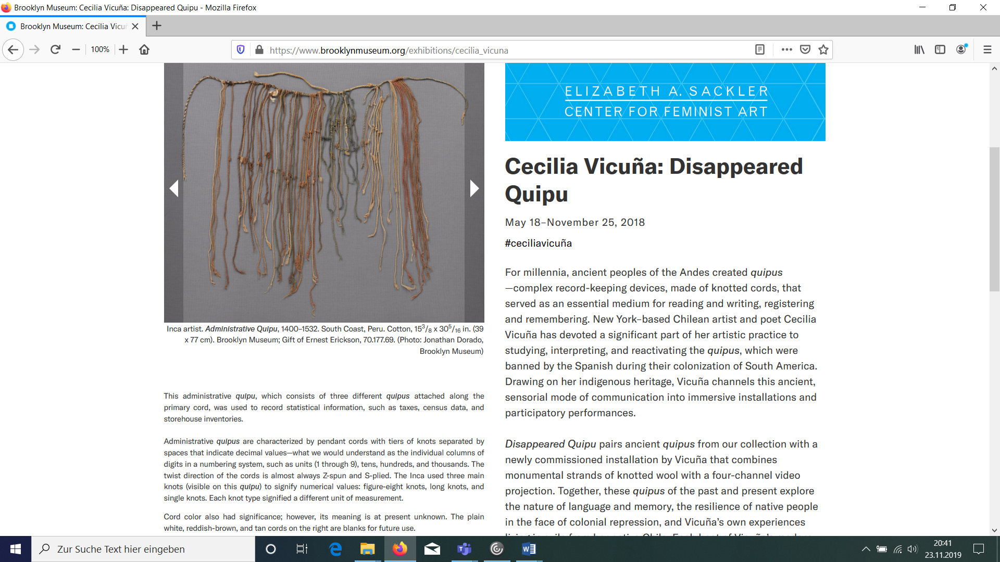 Brooklyn Museum: Cecilia Vicuña: Disappeared Quipu - Mozilla Firefox
Brooklyn Museum: Cecilia Vicuñ
100%
https://www.brooklynmuseum.org/exhibitions/cecilia_vicuna
Inca artist. Administrative Quipu, 1400–1532. South Coast, Peru. Cotton, 15 3/8 x 30 5/16 in. (39
x 77 cm). Brooklyn Museum; Gift of Ernest Erickson, 70.177.69. (Photo: Jonathan Dorado,
Brooklyn Museum)
This administrative quipu, which consists of three different quipus attached along the
primary cord, was used to record statistical information, such as taxes, census data, and
storehouse inventories.
Administrative quipus are characterized by pendant cords with tiers of knots separated by
spaces that indicate decimal values—what we would understand as the individual columns of
digits in a numbering system, such as units (1 through 9), tens, hundreds, and thousands. The
twist direction of the cords is almost always Z-spun and S-plied. The Inca used three main
knots (visible on this quipu) to signify numerical values: figure-eight knots, long knots, and
single knots. Each knot type signified a different unit of measurement.
Cord color also had significance; however, its meaning is at present unknown. The plain
white, reddish-brown, and tan cords on the right are blanks for future use.
ELIZABETH A. SACKLER
CENTER FOR FEMINIST ART
Cecilia Vicuña: Disappeared
Quipu
May 18–November 25, 2018
#ceciliavicuña
For millennia, ancient peoples of the Andes created quipus
—complex record-keeping devices, made of knotted cords, that
served as an essential medium for reading and writing, registering
and remembering. New York–based Chilean artist and poet Cecilia
Vicuña has devoted a significant part of her artistic practice to
studying, interpreting, and reactivating the quipus, which were
banned by the Spanish during their colonization of South America.
Drawing on her indigenous heritage, Vicuña channels this ancient,
sensorial mode of communication into immersive installations and
participatory performances.
Disappeared Quipu pairs ancient quipus from our collection with a
newly commissioned installation by Vicuña that combines
monumental strands of knotted wool with a four-channel video
projection. Together, these quipus of the past and present explore
the nature of language and memory, the resilience of native people
in the face of colonial repression, and Vicuña's own experiences
Zur Suche Text hier eingeben
20:41
23.11.2019